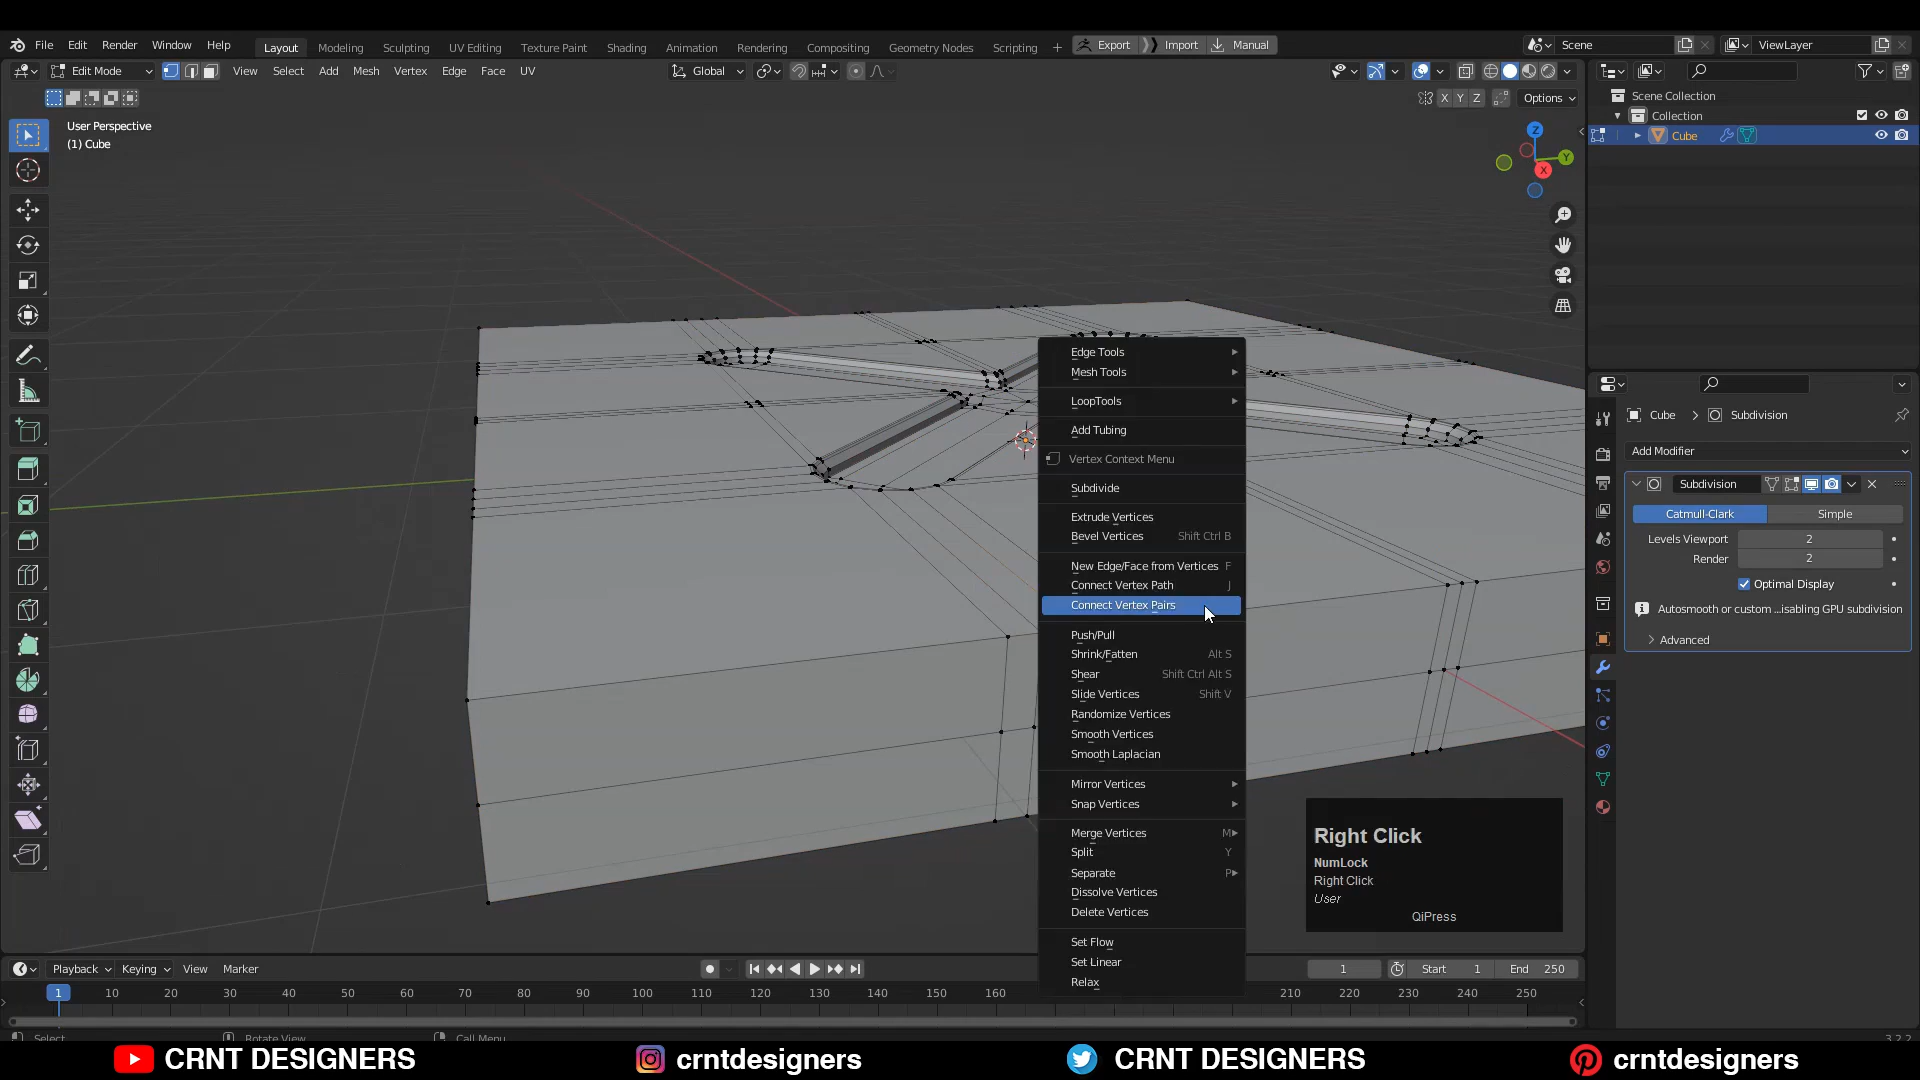 File Edit Render Window Help Layout Modeling Sculpting UV Editing Texture Paint Shading Animation Rendering Compositing Geometry Nodes Scripting + Export Import Manual Scene ViewLayer
Edit Mode View Select Add Mesh Vertex Edge Face UV Global
X Y Z Options
User Perspective
(1) Cube
Z
Y
X
Scene Collection
Collection
Cube
Edge Tools
Mesh Tools
LoopTools
Add Tubing
Vertex Context Menu
Subdivide
Extrude Vertices
Bevel Vertices Shift Ctrl B
New Edge/Face from Vertices F
Connect Vertex Path J
Connect Vertex Pairs
Push/Pull
Shrink/Fatten Alt S
Shear Shift Ctrl Alt S
Slide Vertices Shift V
Randomize Vertices
Smooth Vertices
Smooth Laplacian
Mirror Vertices
Snap Vertices
Merge Vertices M
Split Y
Separate P
Dissolve Vertices
Delete Vertices
Set Flow
Set Linear
Relax
Cube > Subdivision
Add Modifier
Subdivision
Catmull-Clark Simple
Levels Viewport 2
Render 2
Optimal Display
Autosmooth or custom ...isabling GPU subdivision
Advanced
Right Click
NumLock
Right Click
User
QiPress
Playback Keying View Marker 1 Start 1 End 250
1 10 20 30 40 50 60 70 80 90 100 110 120 130 140 150 160 210 220 230 240 250
Select Rotate View Call Menu 3.2.2
CRNT DESIGNERS crntdesigners CRNT DESIGNERS crntdesigners